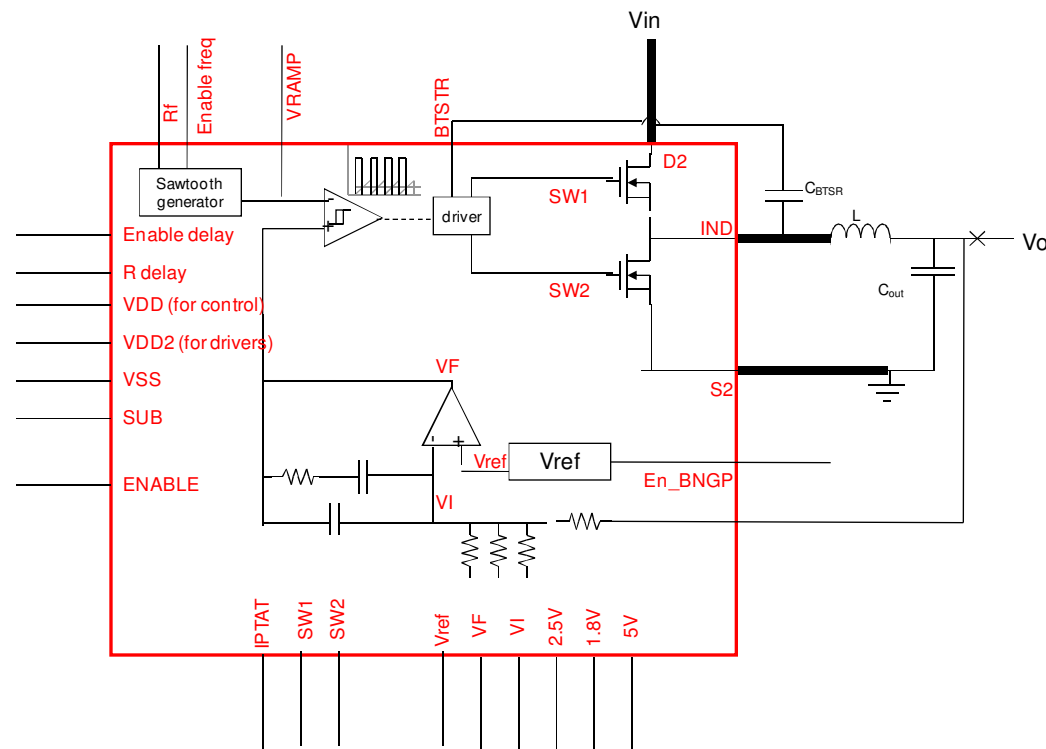 Vin
Rf
Enable freq
VRAMP
BTSTR
D2
Sawtooth
generator
-
+
SW1
driver
CBTSR
IND
L
Vo
Enable delay
R delay
SW2
Cout
VDD (for control)
VDD2 (for drivers)
VF
VSS
S2
SUB
-
+
Vref
Vref
En_BNGP
ENABLE
VI
IPTAT
SW1
SW2
Vref
VF
VI
2.5V
1.8V
5V